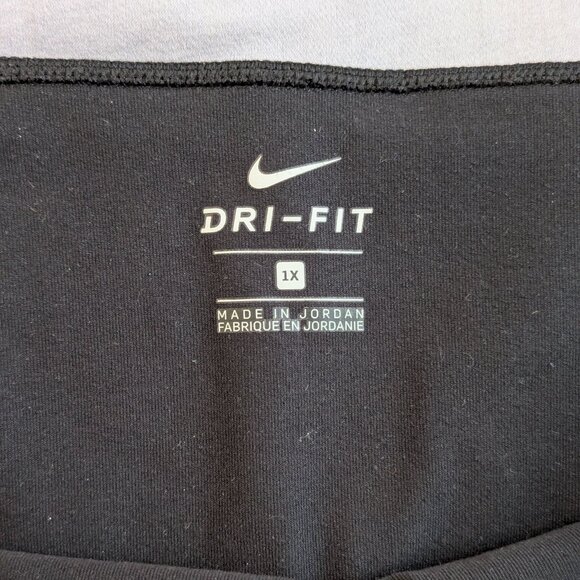 DRI-FIT
1X
MADE IN JORDAN
FABRIQUE EN JORDANIE